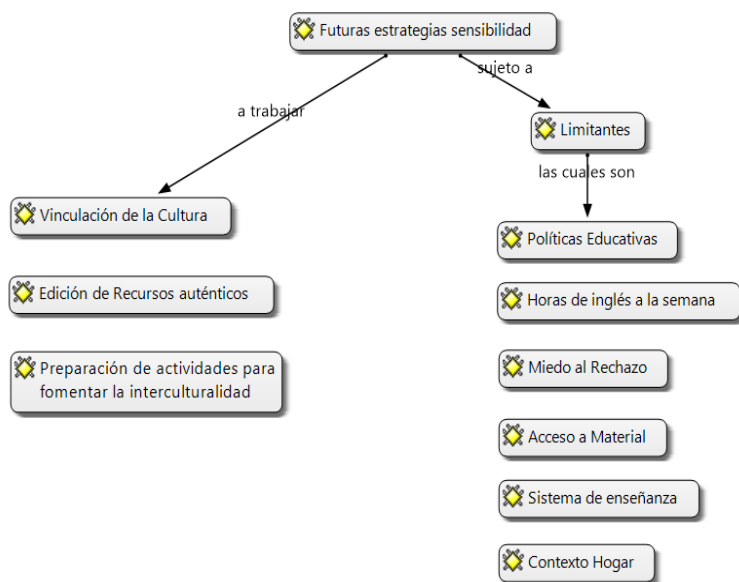 Futuras estrategias sensibilidad
sujeto a
a trabajar
Limitantes
las cuales son
Vinculación de la Cultura
Políticas Educativas
Edición de Recursos auténticos
Horas de inglés a la semana
Preparación de actividades para
fomentar la interculturalidad
Miedo al Rechazo
Acceso a Material
Sistema de enseñanza
Contexto Hogar